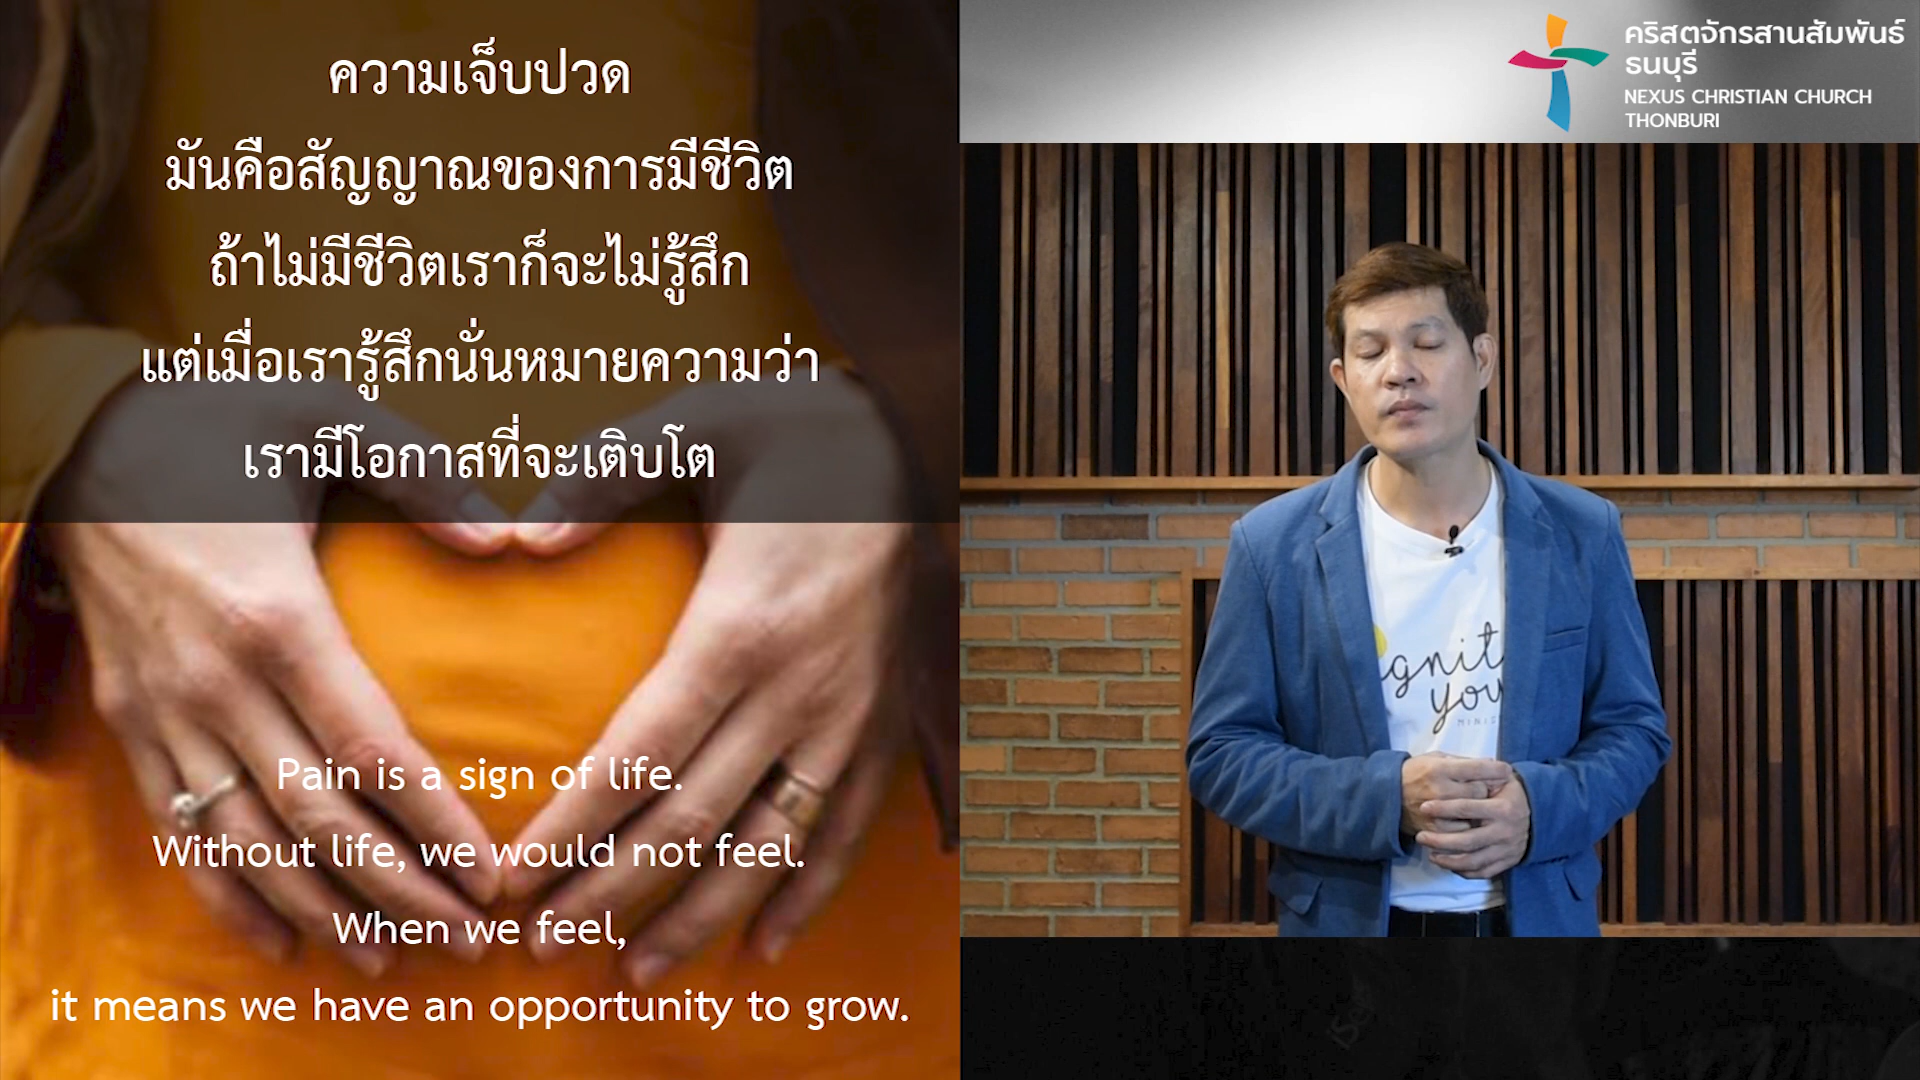 ความเจ็บปวด
มันคือสัญญาณของการมีชีวิต
ถ้าไม่มีชีวิตเราก็จะไม่รู้สึก
แต่เมื่อเรารู้สึกนั่นหมายความว่า
เรามีโอกาสที่จะเติบโต
Pain is a sign of life.
Without life, we would not feel.
When we feel,
it means we have an opportunity to grow.
คริสตจักรสานสัมพันธ์
ธนบุรี
NEXUS CHRISTIAN CHURCH
THONBURI
you